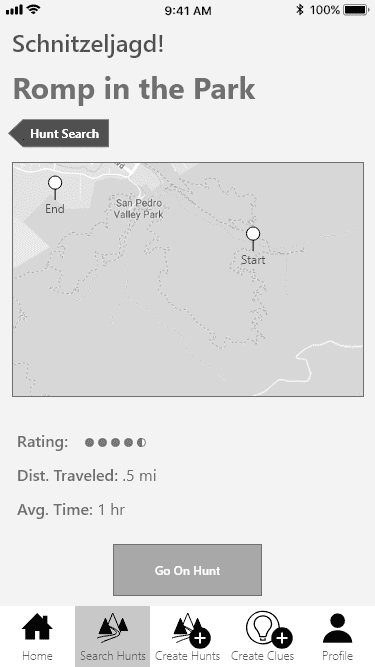 9:41 AM
100%
Schnitzeljagd!
Romp in the Park
Hunt Search
End
San Pedro
Valley Park
Start
Rating:
Dist. Traveled: .5 mi
Avg. Time: 1 hr
Go On Hunt
Home
Search Hunts
Create Hunts
Create Clues
Profile